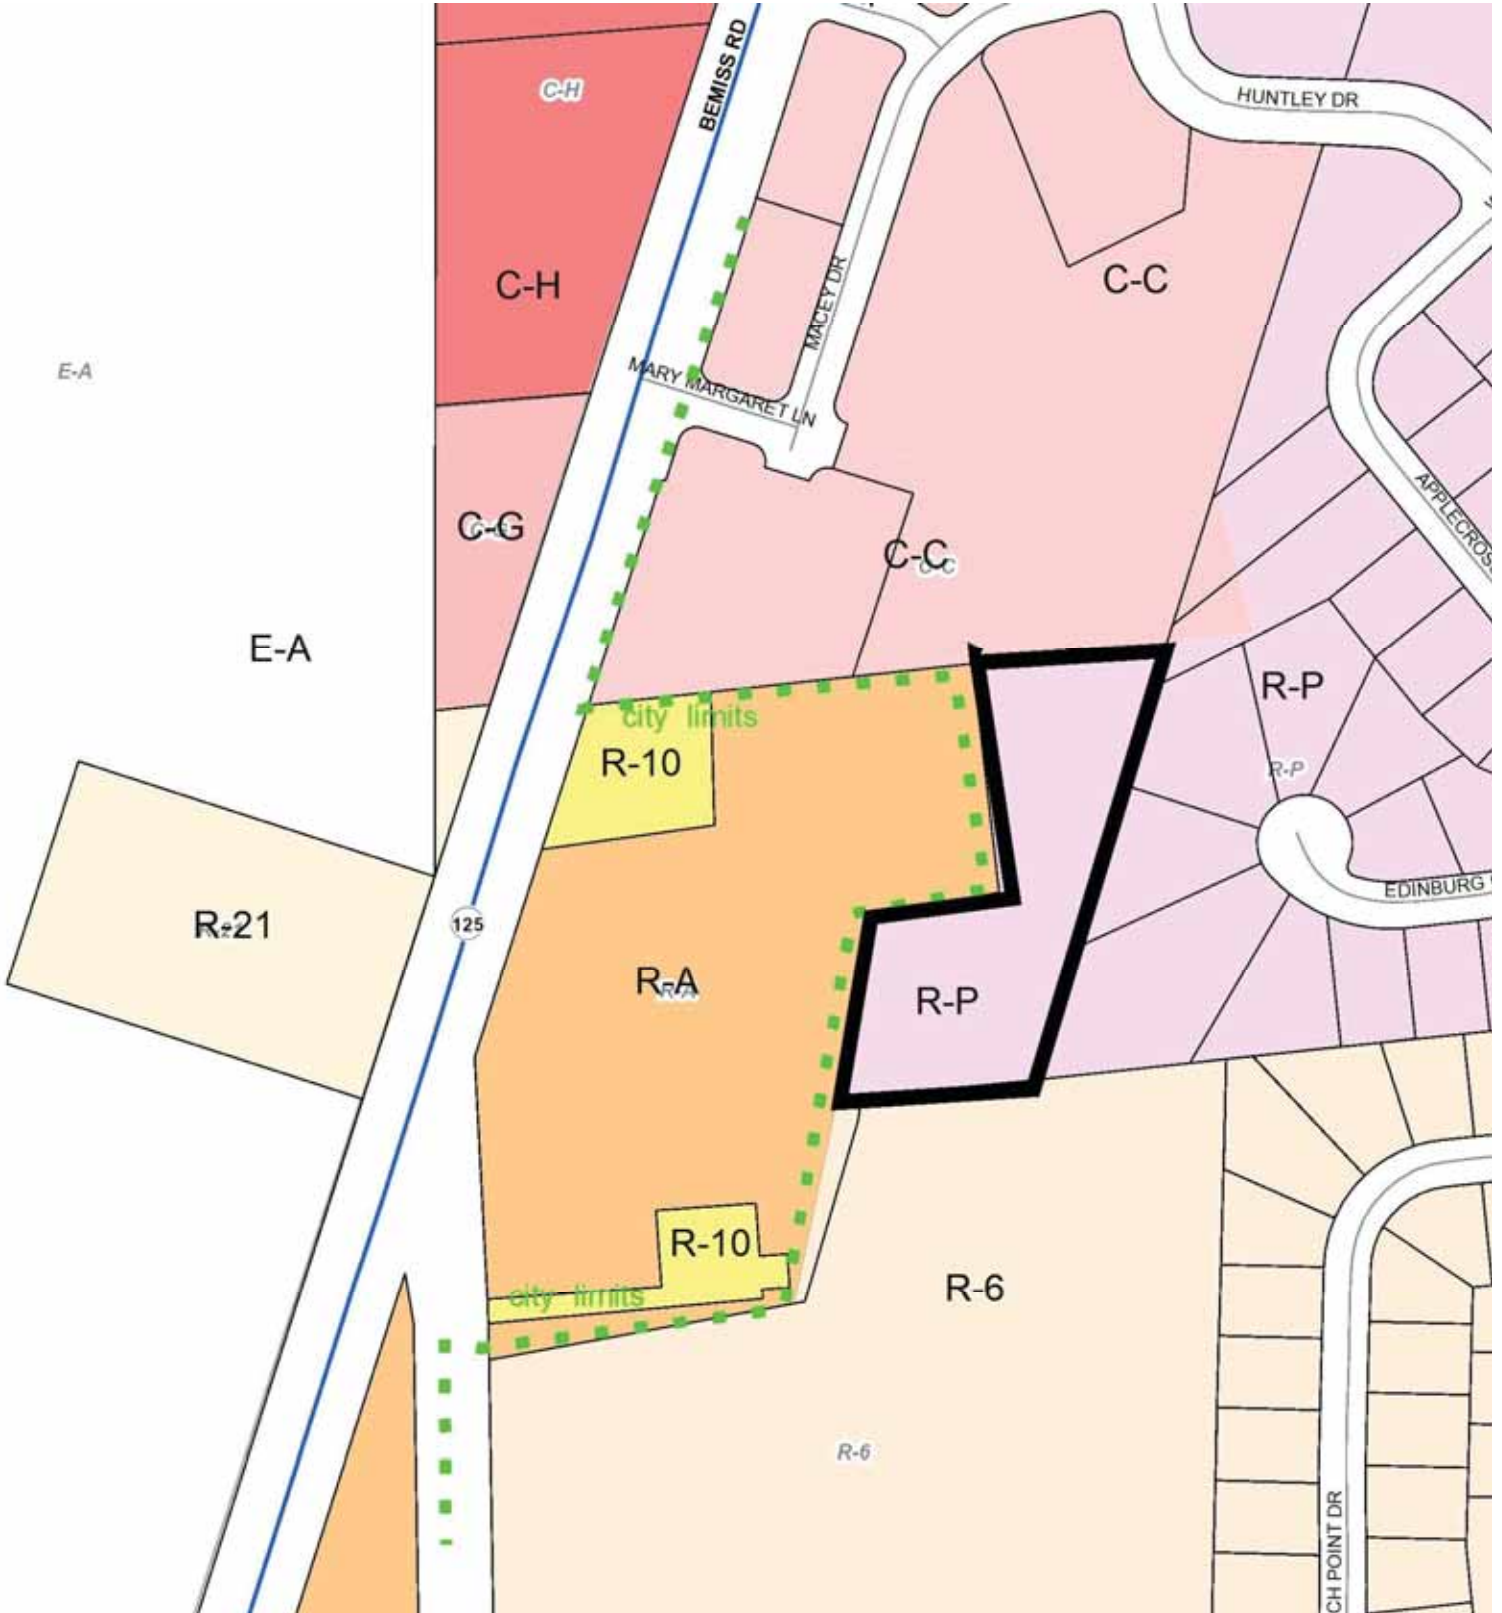 BEMISS RD
C-H
HUNTLEY DR
C-H
C-C
MACEY DR
E-A
MARY MARGARET LN
C-G
C-C
C-C
APPLECROSS
E-A
R-P
city limits
R-10
R-P
EDINBURG
125
R-21
R-A
R-A
R-P
R-10
R-6
city limits
R-6
CH POINT DR